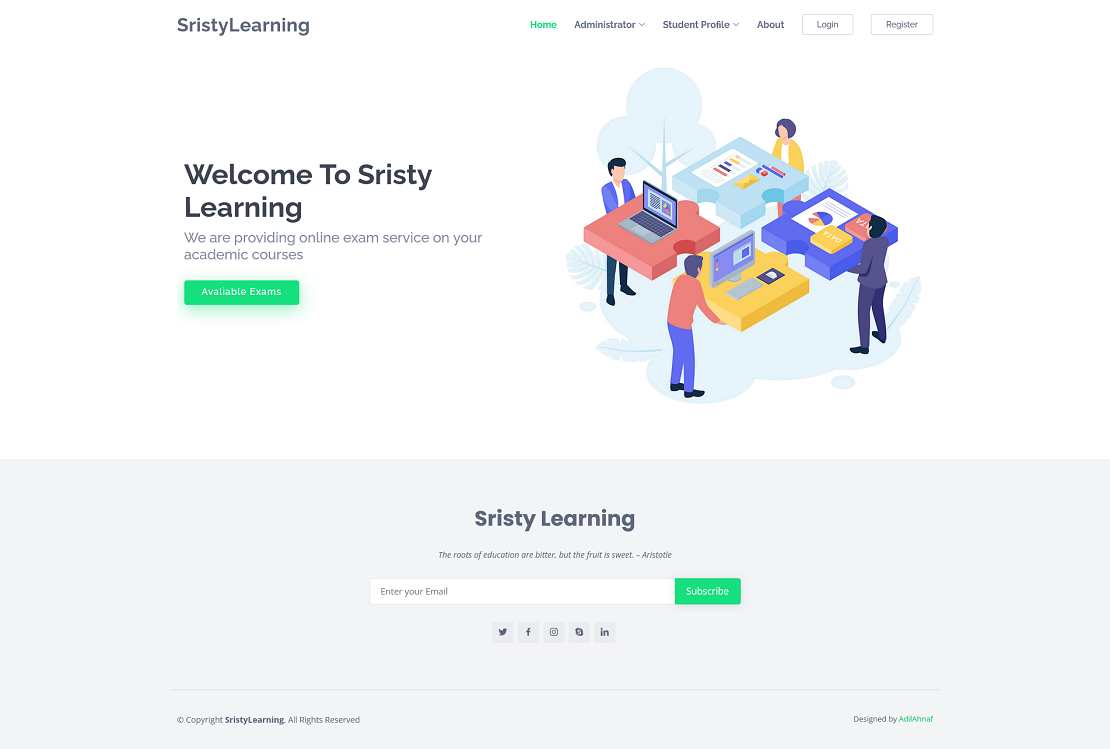 SristyLearning
Home Administrator Student Profile About Login Register
Welcome To Sristy
Learning
We are providing online exam service on your
academic courses
Avaliable Exams
DATA
Sristy Learning
The roots of education are bitter, but the fruit is sweet. – Aristotle
Enter your Email Subscribe
© Copyright SristyLearning. All Rights Reserved
Designed by AdilAhnaf